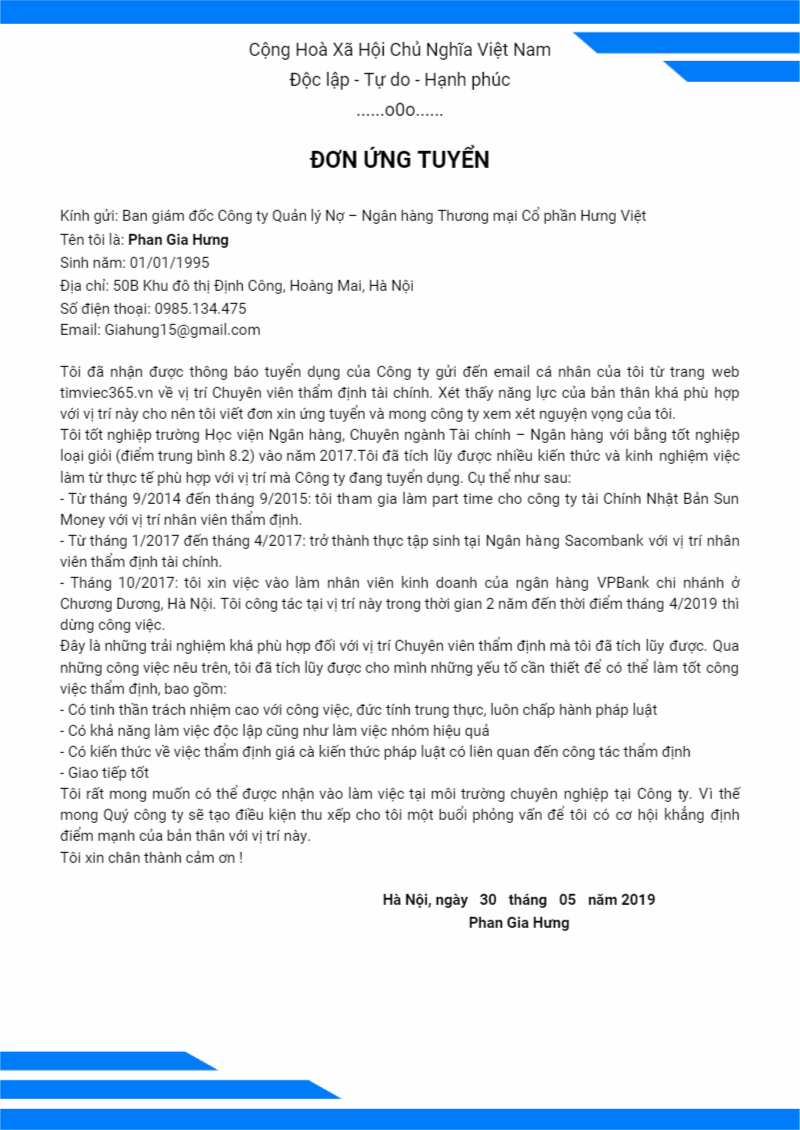 Cộng Hoà Xã Hội Chủ Nghĩa Việt Nam
Độc lập - Tự do - Hạnh phúc
......o0o......
ĐƠN ỨNG TUYỂN
Kính gửi: Ban giám đốc Công ty Quản lý Nợ – Ngân hàng Thương mại Cổ phần Hưng Việt
Tên tôi là: Phan Gia Hưng
Sinh năm: 01/01/1995
Địa chỉ: 50B Khu đô thị Định Công, Hoàng Mai, Hà Nội
Số điện thoại: 0985.134.475
Email: Giahung15@gmail.com
Tôi đã nhận được thông báo tuyển dụng của Công ty gửi đến email cá nhân của tôi từ trang web
timviec365.vn về vị trí Chuyên viên thẩm định tài chính. Xét thấy năng lực của bản thân khá phù hợp
với vị trí này cho nên tôi viết đơn xin ứng tuyển và mong công ty xem xét nguyện vọng của tôi.
Tôi tốt nghiệp trường Học viện Ngân hàng, Chuyên ngành Tài chính – Ngân hàng với bằng tốt nghiệp
loại giỏi (điểm trung bình 8.2) vào năm 2017.Tôi đã tích lũy được nhiều kiến thức và kinh nghiệm việc
làm từ thực tế phù hợp với vị trí mà Công ty đang tuyển dụng. Cụ thể như sau:
- Từ tháng 9/2014 đến tháng 9/2015: tôi tham gia làm part time cho công ty tài Chính Nhật Bản Sun
Money với vị trí nhân viên thẩm định.
- Từ tháng 1/2017 đến tháng 4/2017: trở thành thực tập sinh tại Ngân hàng Sacombank với vị trí nhân
viên thẩm định tài chính.
- Tháng 10/2017: tôi xin việc vào làm nhân viên kinh doanh của ngân hàng VPBank chi nhánh ở
Chương Dương, Hà Nội. Tôi công tác tại vị trí này trong thời gian 2 năm đến thời điểm tháng 4/2019 thì
dừng công việc.
Đây là những trải nghiệm khá phù hợp đối với vị trí Chuyên viên thẩm định mà tôi đã tích lũy được. Qua
những công việc nêu trên, tôi đã tích lũy được cho mình những yếu tố cần thiết để có thể làm tốt công
việc thẩm định, bao gồm:
- Có tinh thần trách nhiệm cao với công việc, đức tính trung thực, luôn chấp hành pháp luật
- Có khả năng làm việc độc lập cũng như làm việc nhóm hiệu quả
- Có kiến thức về việc thẩm định giá cà kiến thức pháp luật có liên quan đến công tác thẩm định
- Giao tiếp tốt
Tôi rất mong muốn có thể được nhận vào làm việc tại môi trường chuyên nghiệp tại Công ty. Vì thế
mong Quý công ty sẽ tạo điều kiện thu xếp cho tôi một buổi phỏng vấn để tôi có cơ hội khẳng định
điểm mạnh của bản thân với vị trí này.
Tôi xin chân thành cảm ơn !
Hà Nội, ngày 30 tháng 05 năm 2019
Phan Gia Hưng